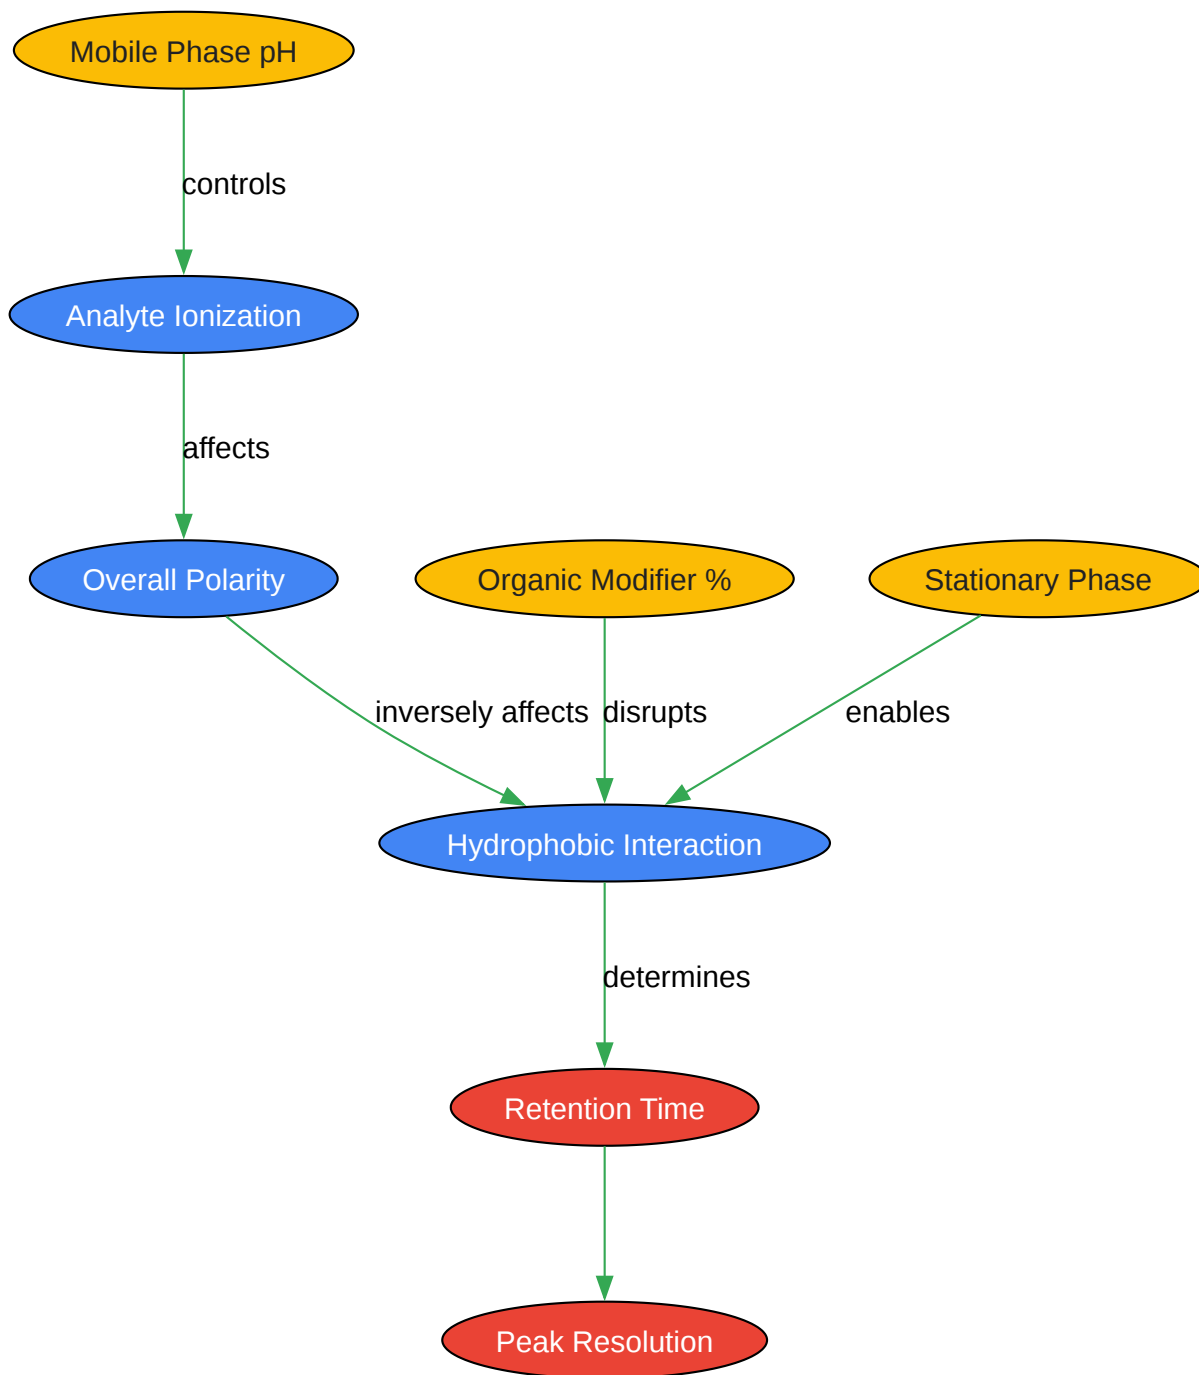 Mobile Phase pH
controls
Analyte Ionization
affects
Overall Polarity
Organic Modifier %
Stationary Phase
inversely affects
disrupts
enables
Hydrophobic Interaction
determines
Retention Time
Peak Resolution